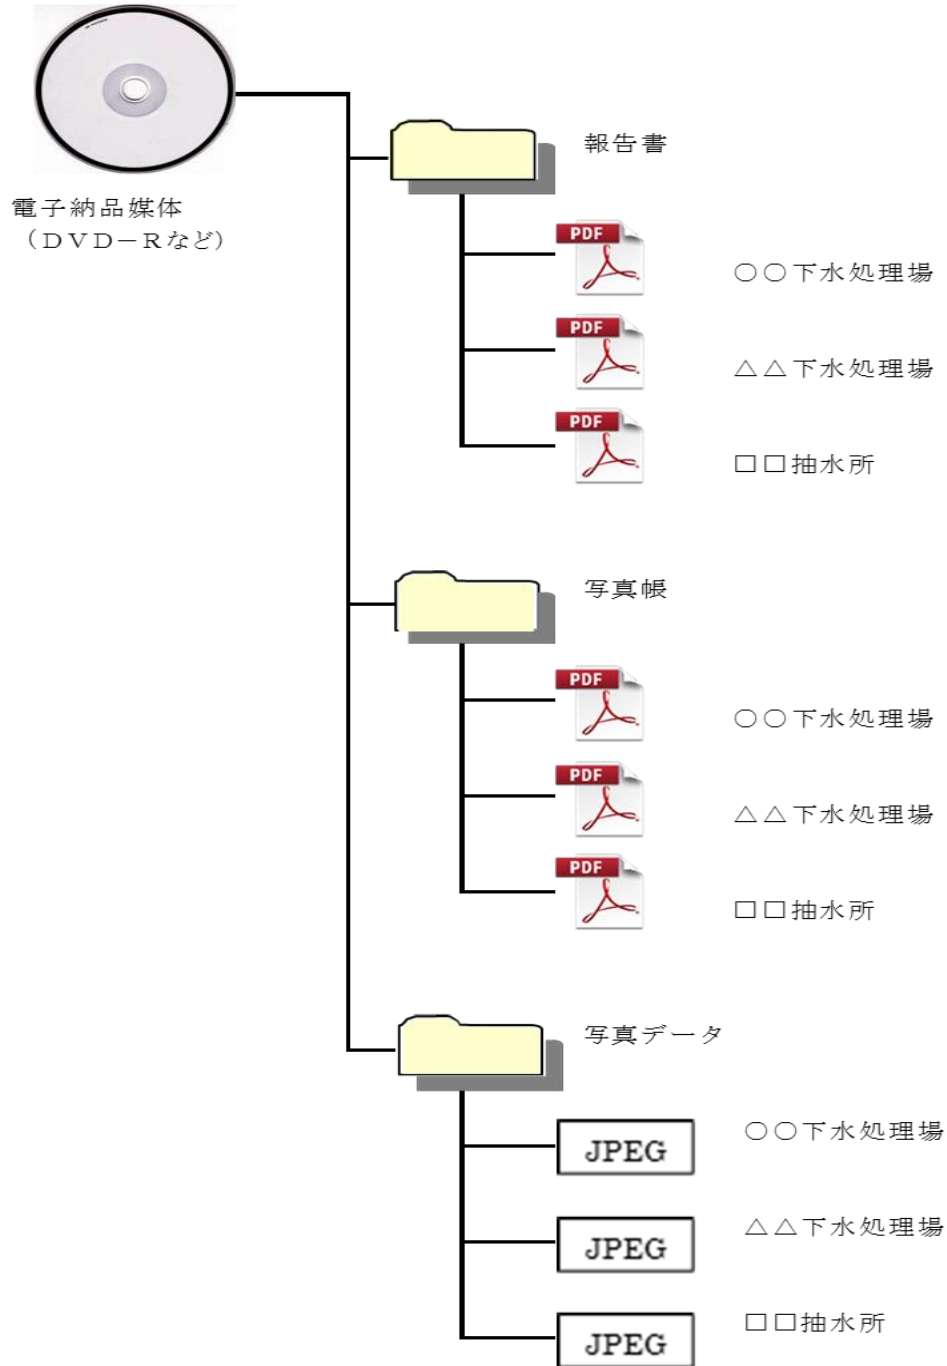 電子納品媒体
（DVD－Rなど）
報告書
PDF
○○下水処理場
PDF
△△下水処理場
PDF
□□抽水所
写真帳
PDF
○○下水処理場
PDF
△△下水処理場
PDF
□□抽水所
写真データ
JPEG
○○下水処理場
JPEG
△△下水処理場
JPEG
□□抽水所